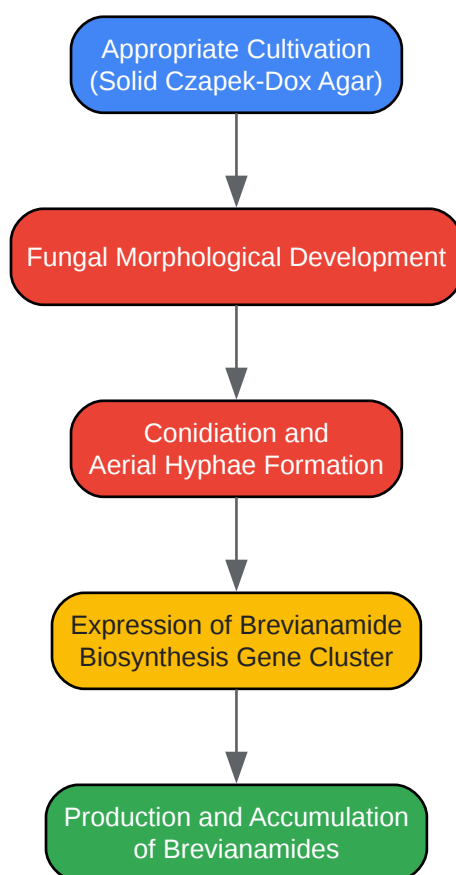 Appropriate Cultivation
(Solid Czapek-Dox Agar)
Fungal Morphological Development
Conidiation and
Aerial Hyphae Formation
Expression of Brevianamide
Biosynthesis Gene Cluster
Production and Accumulation
of Brevianamides